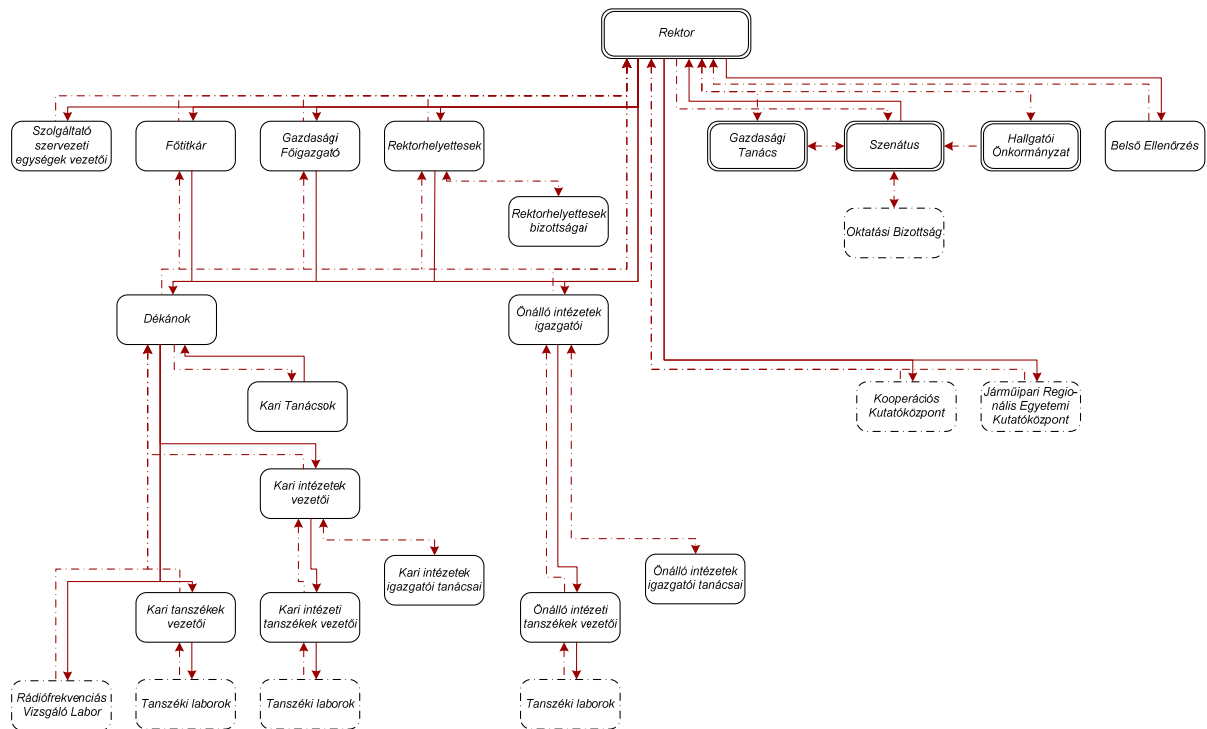 Rektor
Szolgáltató
szervezeti
egységek vezetői
Főtitkár
Gazdasági
Főigazgató
Rektorhelyettesek
Gazdasági
Tanács
Szenátus
Hallgatói
Önkormányzat
Belső Ellenőrzés
Rektorhelyettesek
bizottságai
Oktatási Bizottság
Dékánok
Önálló intézetek
igazgatói
Kari Tanácsok
Kooperációs
Kutatóközpont
Járműipari Regio-
nális Egyetemi
Kutatóközpont
Kari intézetek
vezetői
Kari intézetek
igazgatói tanácsai
Önálló intézetek
igazgatói tanácsai
Kari tanszékek
vezetői
Kari intézeti
tanszékek vezetői
Önálló intézeti
tanszékek vezetői
Rádiófrekvenciás
Vizsgáló Labor
Tanszéki laborok
Tanszéki laborok
Tanszéki laborok